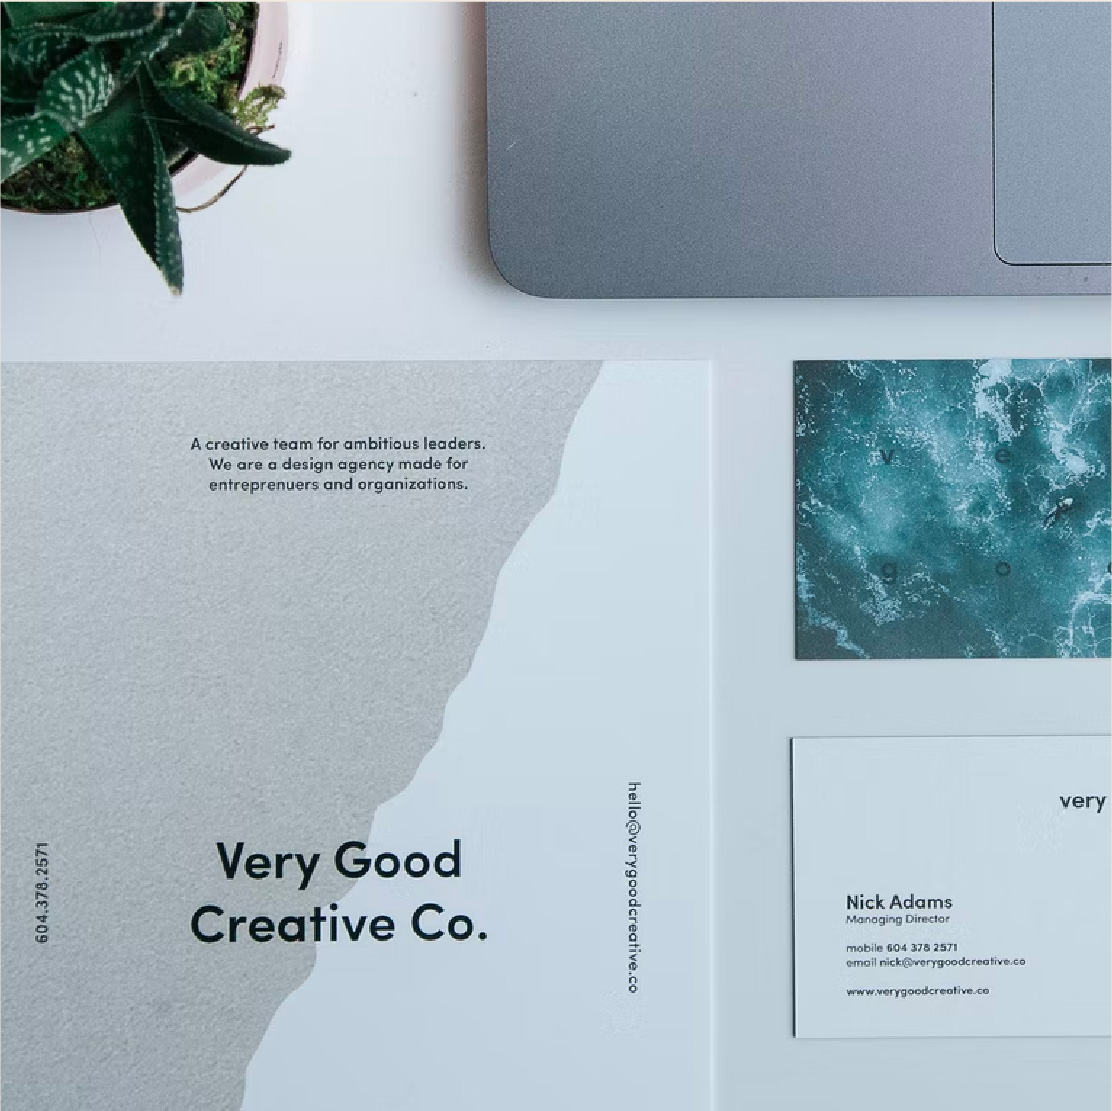 A creative team for ambitious leaders.
We are a design agency made for
entreprenuers and organizations.
604.378.2571
Very Good
Creative Co.
hello@verygoodcreative.co
v e
g o
very
Nick Adams
Managing Director
mobile 604 378 2571
email nick@verygoodcreative.co
www.verygoodcreative.co